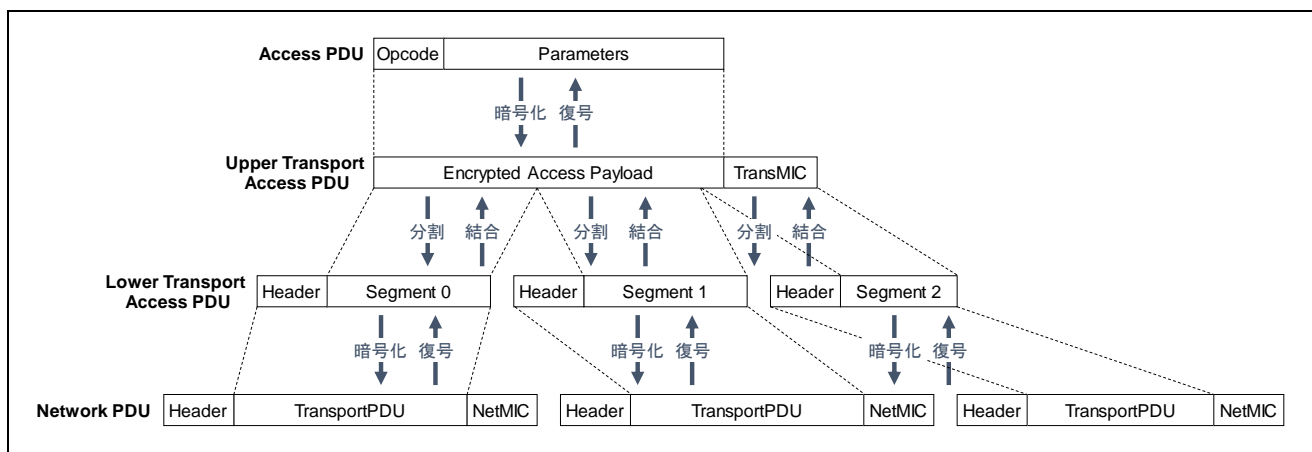 Access PDU
Opcode
Parameters
暗号化
復号
Upper Transport
Access PDU
Encrypted Access Payload
TransMIC
分割
結合
分割
結合
分割
結合
Lower Transport
Access PDU
Header
Segment 0
Header
Segment 1
Header
Segment 2
暗号化
復号
暗号化
復号
暗号化
復号
Network PDU
Header
TransportPDU
NetMIC
Header
TransportPDU
NetMIC
Header
TransportPDU
NetMIC